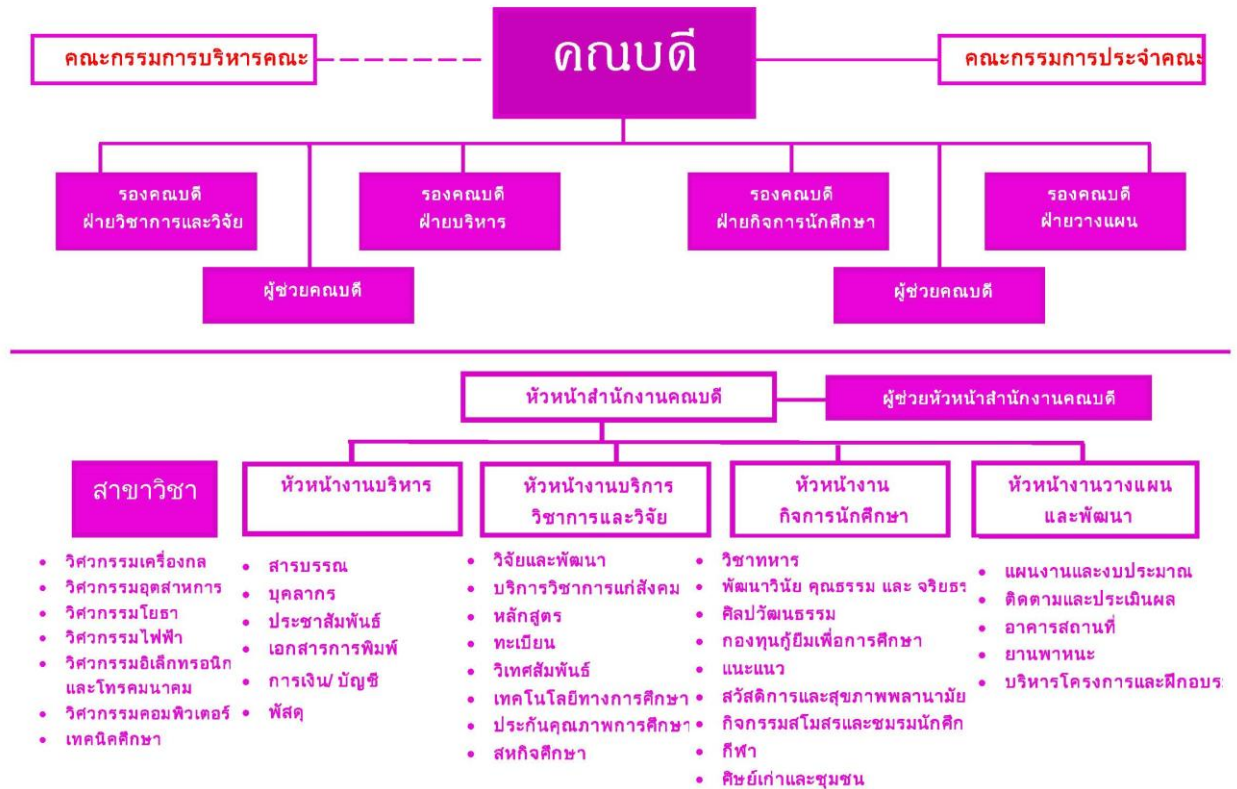 คณบดี
คณะกรรมการบริหารคณะ
คณะกรรมการประจำคณะ
รองคณบดี
ฝ่ายวิชาการและวิจัย
รองคณบดี
ฝ่ายบริหาร
รองคณบดี
ฝ่ายกิจการนักศึกษา
รองคณบดี
ฝ่ายวางแผน
ผู้ช่วยคณบดี
ผู้ช่วยคณบดี
หัวหน้าสำนักงานคณบดี
ผู้ช่วยหัวหน้าสำนักงานคณบดี
สาขาวิชา
• วิศวกรรมเครื่องกล
• วิศวกรรมอุตสาหการ
• วิศวกรรมโยธา
• วิศวกรรมไฟฟ้า
• วิศวกรรมอิเล็กทรอนิก
และโทรคมนาคม
• วิศวกรรมคอมพิวเตอร์
• เทคนิคศึกษา
หัวหน้างานบริหาร
• สารบรรณ
• บุคลากร
• ประชาสัมพันธ์
• เอกสารการพิมพ์
• การเงิน/ บัญชี
• พัสดุ
หัวหน้างานบริการ
วิชาการและวิจัย
• วิจัยและพัฒนา
• บริการวิชาการแก่สังคม
• หลักสูตร
• ทะเบียน
• วิเทศสัมพันธ์
• เทคโนโลยีทางการศึกษา
• ประกันคุณภาพการศึกษา
• สหกิจศึกษา
หัวหน้างาน
กิจการนักศึกษา
• วิชาทหาร
• พัฒนาวินัย คุณธรรม และ จริยธร
• ศิลปวัฒนธรรม
• กองทุนกู้ยืมเพื่อการศึกษา
• แนะแนว
• สวัสดิการและสุขภาพพลานามัย
• กิจกรรมสโมสรและชมรมนักศึก
• กีฬา
• ศิษย์เก่าและชุมชน
หัวหน้างานวางแผน
และพัฒนา
• แผนงานและงบประมาณ
• ติดตามและประเมินผล
• อาคารสถานที่
• ยานพาหนะ
• บริหารโครงการและฝึกอบร